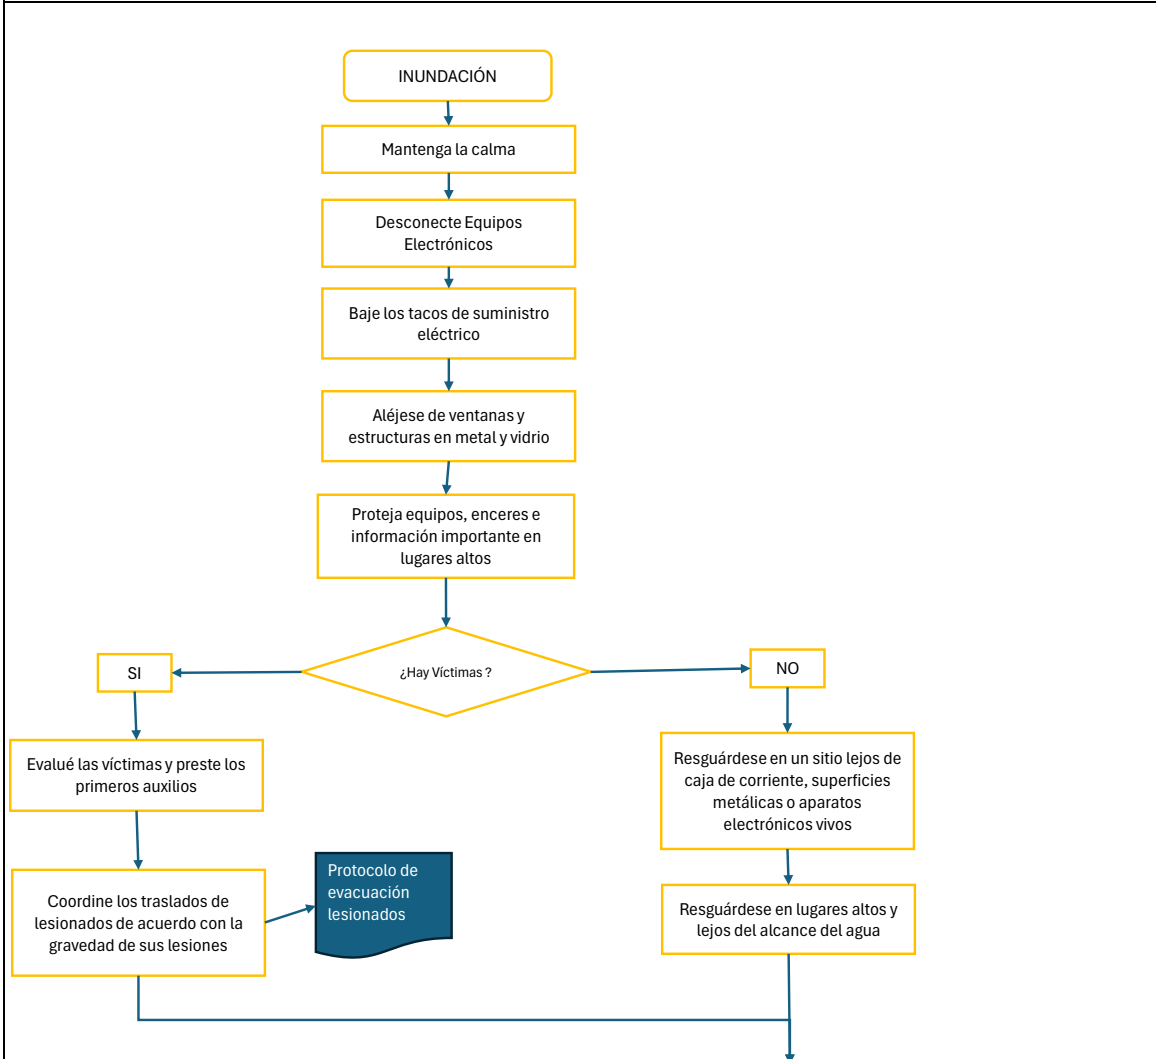 INUNDACIÓN
Mantenga la calma
Desconecte Equipos
Electrónicos
Baje los tacos de suministro
eléctrico
Aléjese de ventanas y
estructuras en metal y vidrio
Proteja equipos, enceres e
información importante en
lugares altos
¿Hay Víctimas ?
SI
NO
Evalué las víctimas y preste los
primeros auxilios
Coordine los traslados de
lesionados de acuerdo con la
gravedad de sus lesiones
Protocolo de
evacuación
lesionados
Resguárdese en un sitio lejos de
caja de corriente, superficies
metálicas o aparatos
electrónicos vivos
Resguárdese en lugares altos y
lejos del alcance del agua